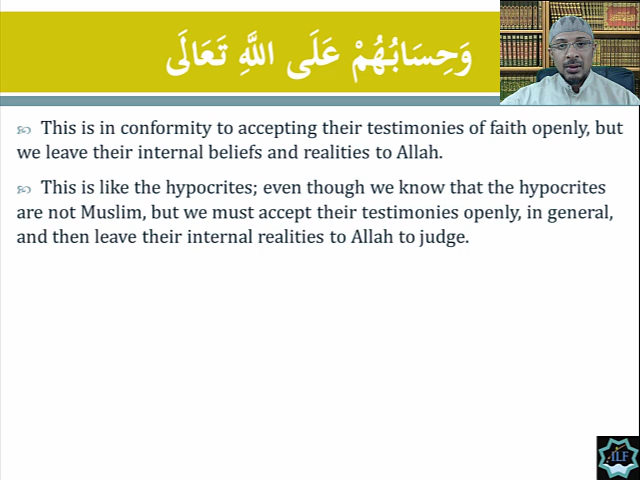 وَحِسَابُهُمْ عَلَى اللَّهِ تَعَالَى
This is in conformity to accepting their testimonies of faith openly, but
we leave their internal beliefs and realities to Allah.
This is like the hypocrites; even though we know that the hypocrites
are not Muslim, but we must accept their testimonies openly, in general,
and then leave their internal realities to Allah to judge.
ILF